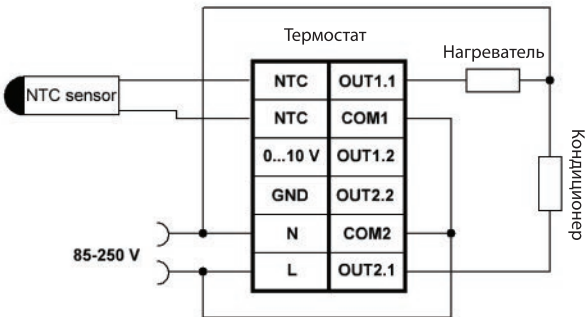 Термостат
Нагреватель
NTC sensor
NTC OUT1.1
NTC COM1
0...10 V OUT1.2
GND OUT2.2
N COM2
L OUT2.1
85-250 V
Кондиционер